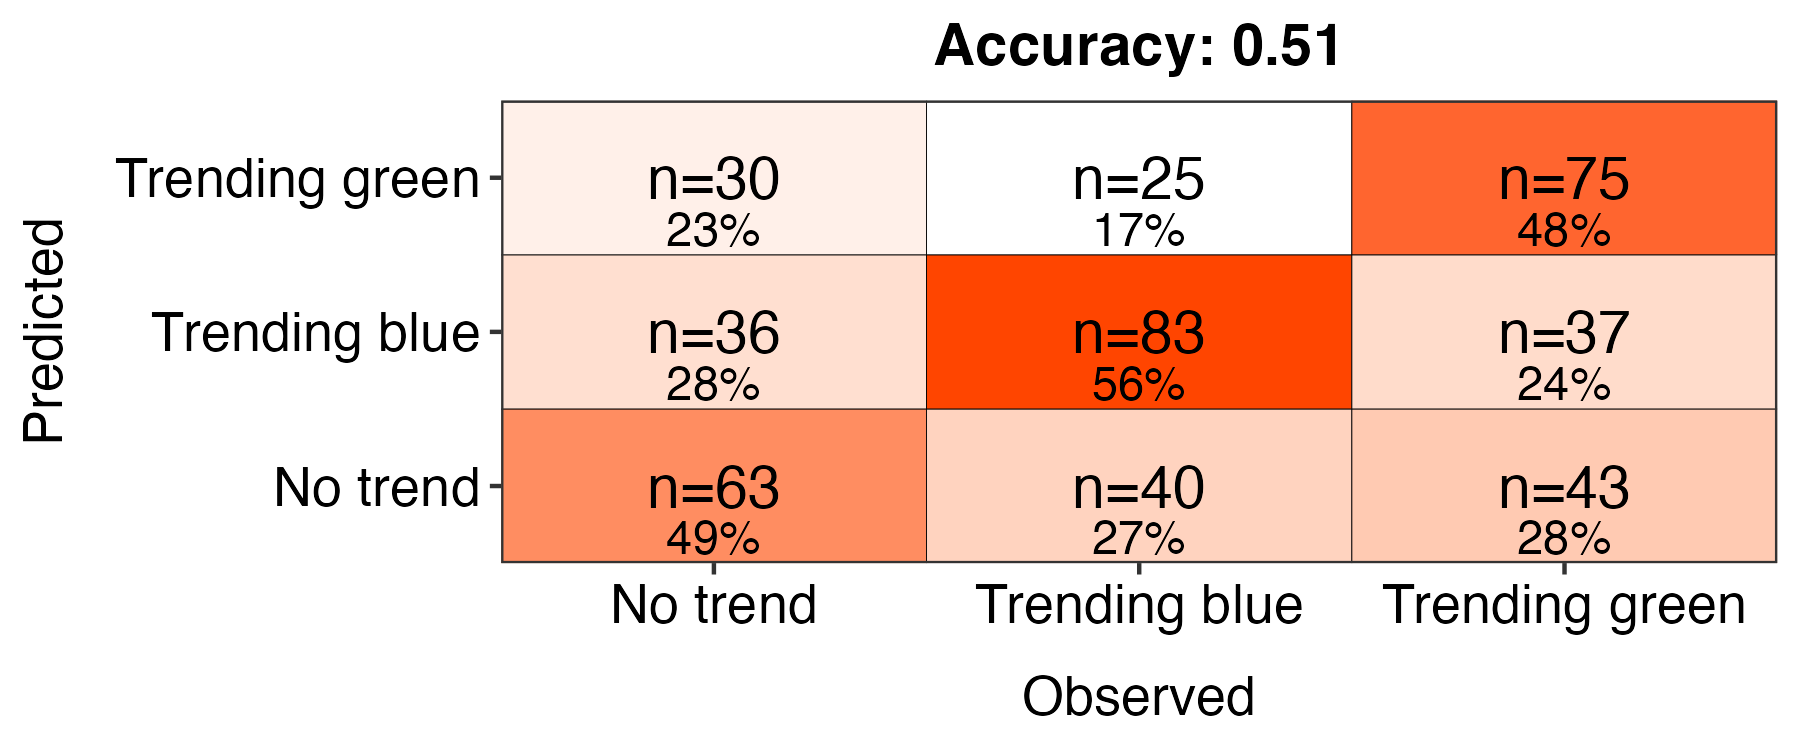 Accuracy: 0.51
Predicted
Trending green
n=30
23%
n=25
17%
n=75
48%
Trending blue
n=36
28%
n=83
56%
n=37
24%
No trend
n=63
49%
n=40
27%
n=43
28%
No trend
Trending blue
Trending green
Observed